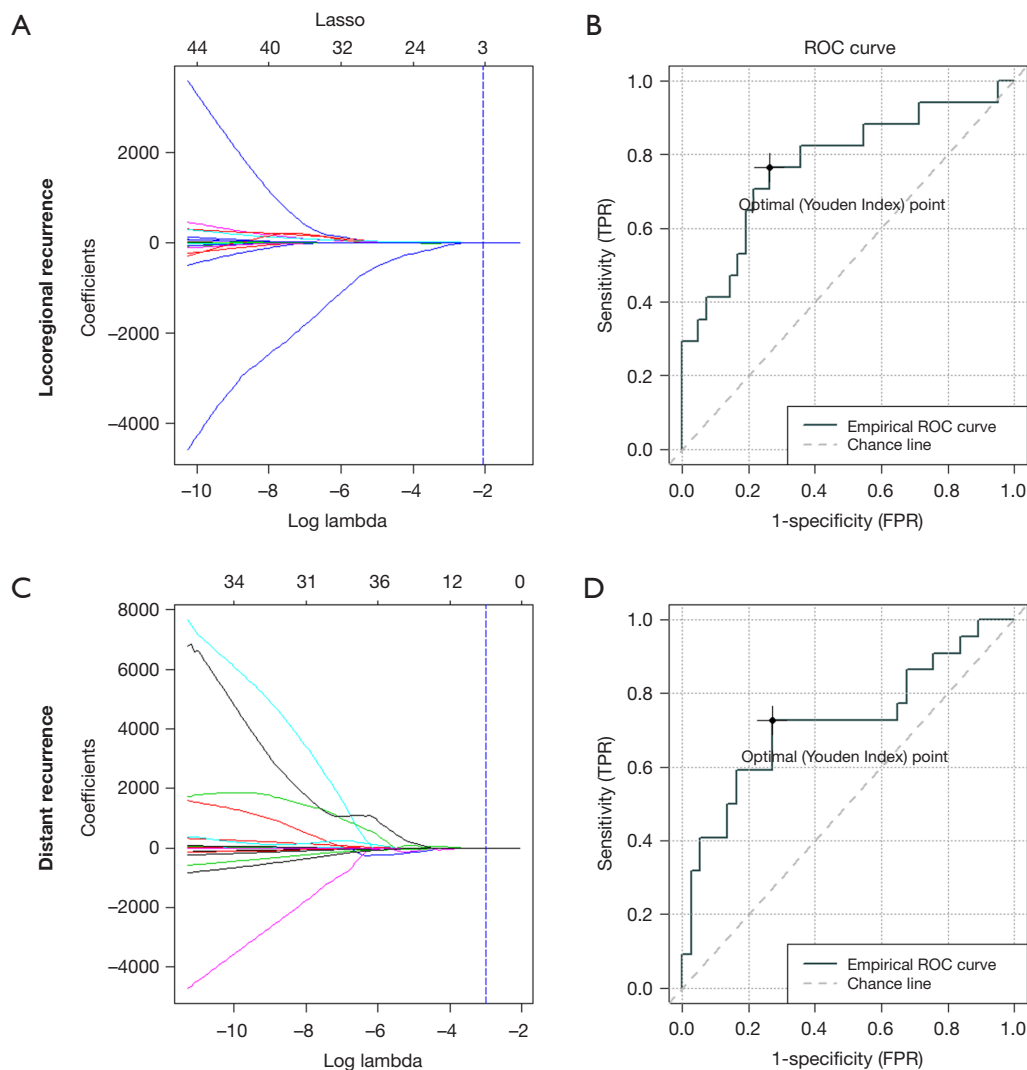 A
Lasso
44 40 32 24 3
Locoregional recurrence
Coefficients
2000
0
−2000
−4000
−10 −8 −6 −4 −2
Log lambda
B
ROC curve
Sensitivity (TPR)
1.0
0.8
0.6
0.4
0.2
0.0
Optimal (Youden Index) point
Empirical ROC curve
Chance line
0.0 0.2 0.4 0.6 0.8 1.0
1-specificity (FPR)
C
34 31 36 12 0
Distant recurrence
Coefficients
8000
6000
4000
2000
0
−2000
−4000
−10 −8 −6 −4 −2
Log lambda
D
Sensitivity (TPR)
1.0
0.8
0.6
0.4
0.2
0.0
Optimal (Youden Index) point
Empirical ROC curve
Chance line
0.0 0.2 0.4 0.6 0.8 1.0
1-specificity (FPR)